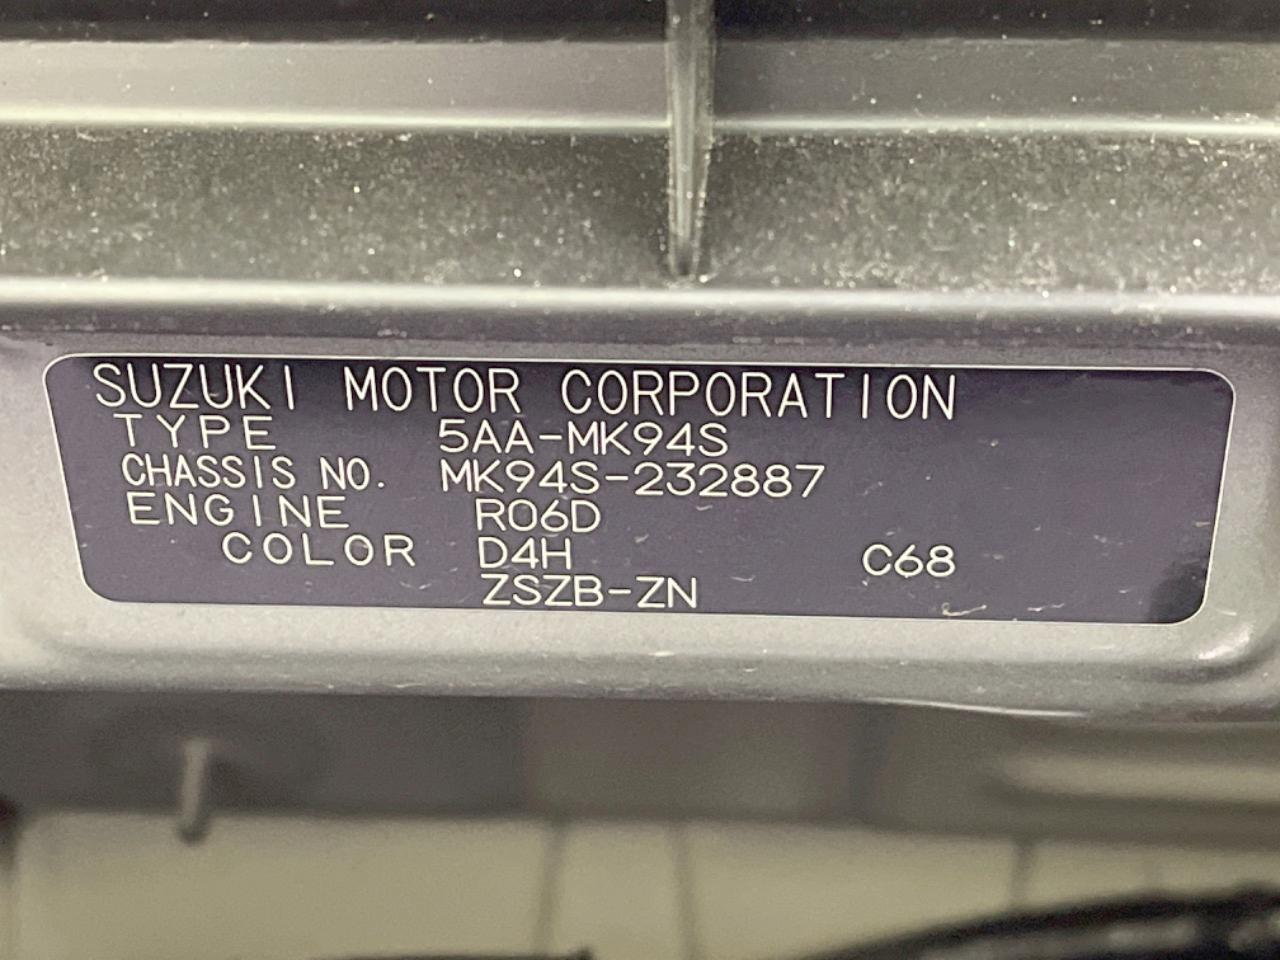 SUZUKI MOTOR CORPORATION
TYPE 5AA-MK94S
CHASSIS NO. MK94S-232887
ENGINE R06D
COLOR D4H C68
ZSZB-ZN